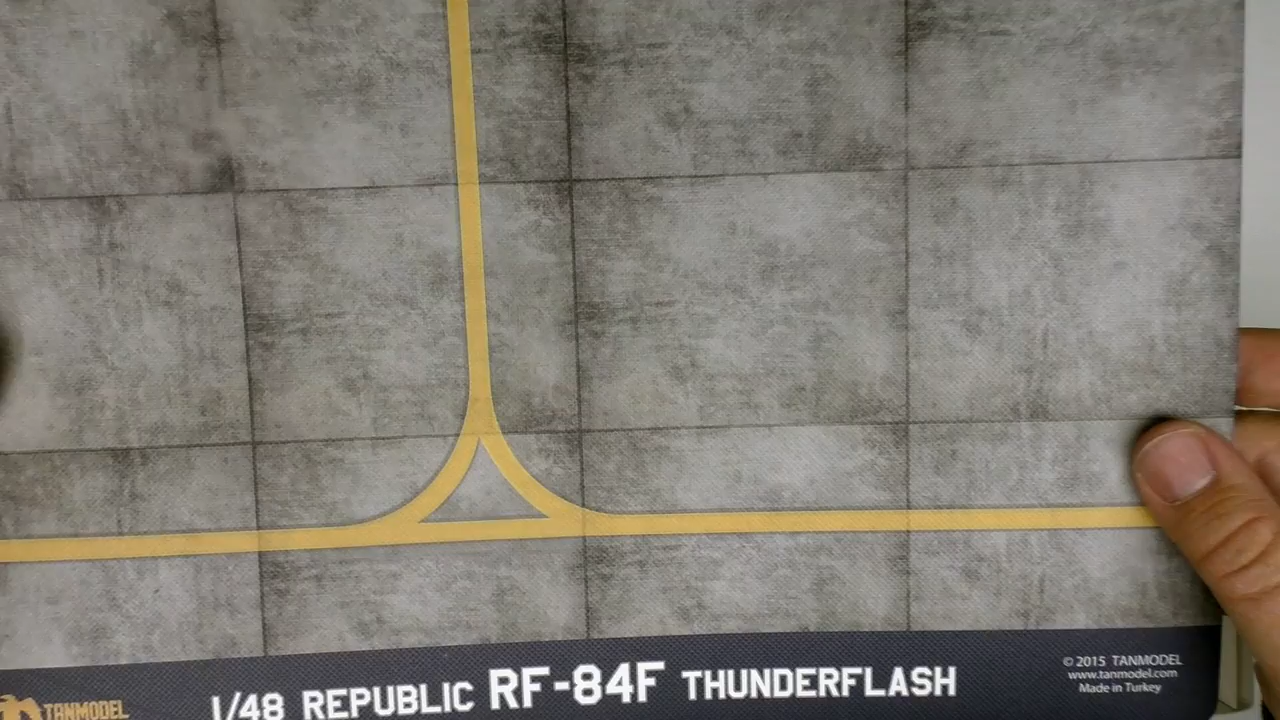 TANMODEL
1/48 REPUBLIC RF-84F THUNDERFLASH
© 2015 TANMODEL
www.tanmodel.com
Made in Turkey